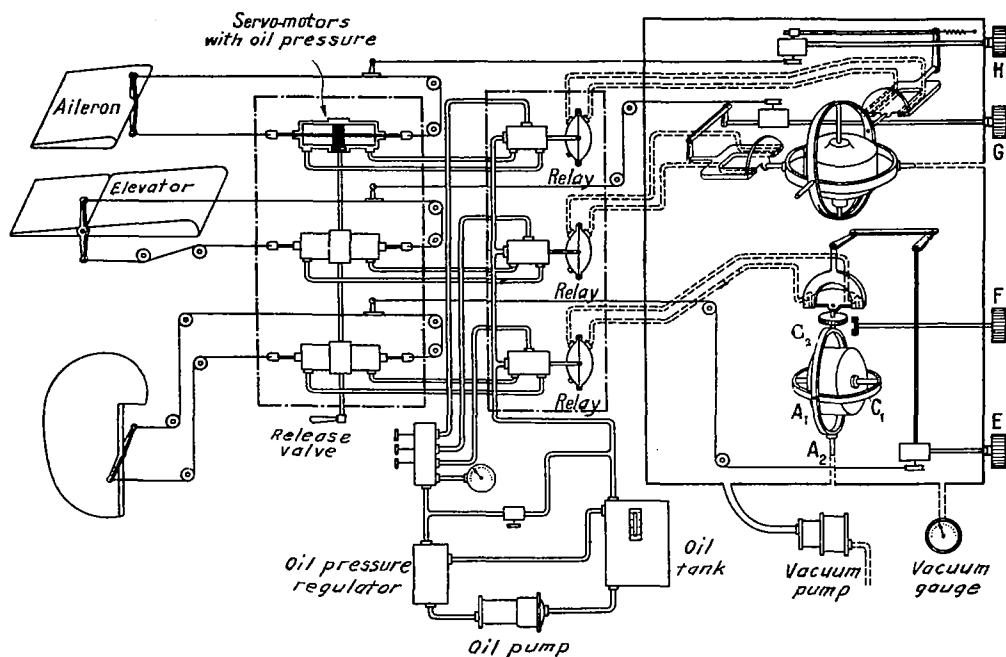 Servo-motors
with oil pressure
Aileron
Elevator
Relay
Relay
Relay
Release
valve
Oil pressure
regulator
Oil pump
Oil
tank
Vacuum
pump
Vacuum
gauge
H
G
F
E
C₂
A₁
C₁
A₂